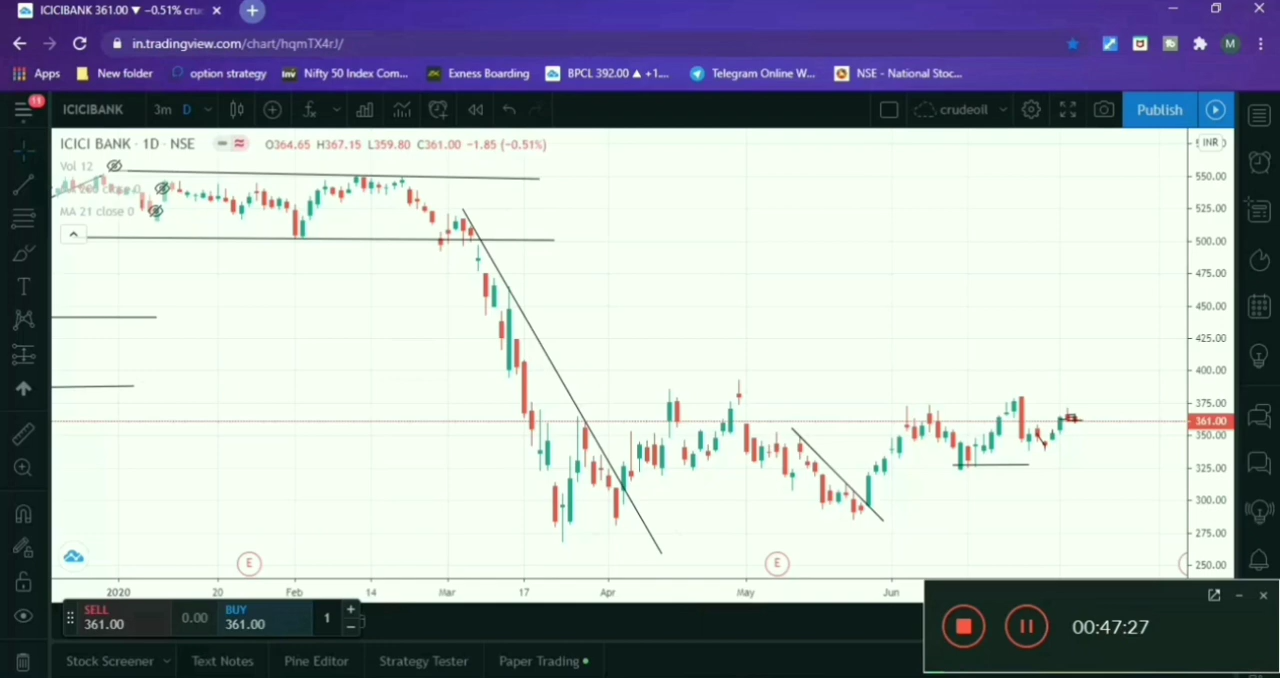 ICICIBANK 361.00 ▼ −0.51% cru
in.tradingview.com/chart/hqmTX4rJ/
Apps New folder option strategy Nifty 50 Index Com... Exness Boarding BPCL 392.00 ▲ +1.... Telegram Online W... NSE - National Stoc...
11
ICICIBANK 3m D crudeoil Publish
ICICI BANK · 1D · NSE O364.65 H367.15 L359.80 C361.00 −1.85 (−0.51%) INR
Vol 12
close 0
MA 21 close 0
550.00
525.00
500.00
475.00
450.00
425.00
400.00
375.00
361.00
350.00
325.00
300.00
275.00
250.00
E E
2020 20 Feb 14 Mar 17 Apr May Jun
SELL
361.00
0.00
BUY
361.00
1
00:47:27
Stock Screener Text Notes Pine Editor Strategy Tester Paper Trading